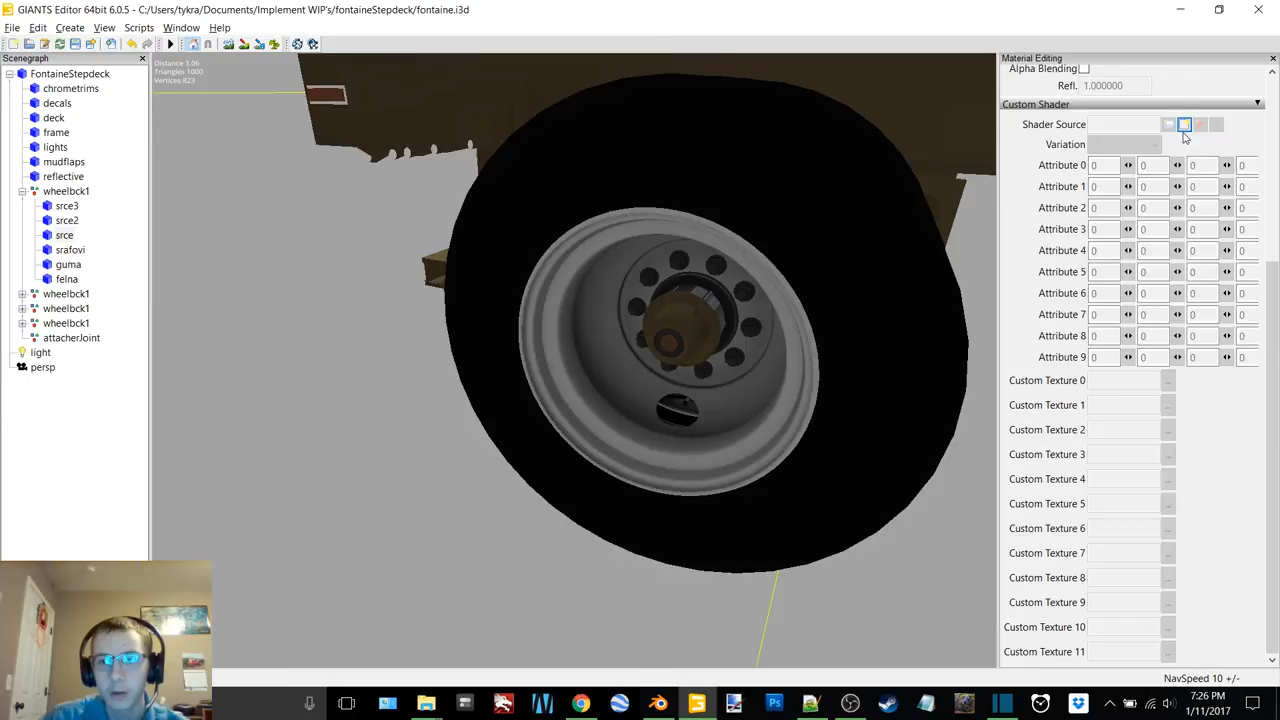 GIANTS Editor 64bit 6.0.5 - C:/Users/tykra/Documents/Implement WIP's/fontaineStepdeck/fontaine.i3d
File Edit Create View Scripts Window Help
Scenegraph
FontaineStepdeck
chrometrims
decals
deck
frame
lights
mudflaps
reflective
wheelbck1
srce3
srce2
srce
srafovi
guma
felna
wheelbck1
wheelbck1
wheelbck1
attacherJoint
light
persp
Distance 3.06
Triangles 1000
Vertices 823
Material Editing
Alpha Blending
Refl. 1.000000
Custom Shader
Shader Source
Variation
Attribute 0 0 0 0 0
Attribute 1 0 0 0 0
Attribute 2 0 0 0 0
Attribute 3 0 0 0 0
Attribute 4 0 0 0 0
Attribute 5 0 0 0 0
Attribute 6 0 0 0 0
Attribute 7 0 0 0 0
Attribute 8 0 0 0 0
Attribute 9 0 0 0 0
Custom Texture 0 ...
Custom Texture 1 ...
Custom Texture 2 ...
Custom Texture 3 ...
Custom Texture 4 ...
Custom Texture 5 ...
Custom Texture 6 ...
Custom Texture 7 ...
Custom Texture 8 ...
Custom Texture 9 ...
Custom Texture 10 ...
Custom Texture 11 ...
NavSpeed 10 +/-
7:26 PM
1/11/2017